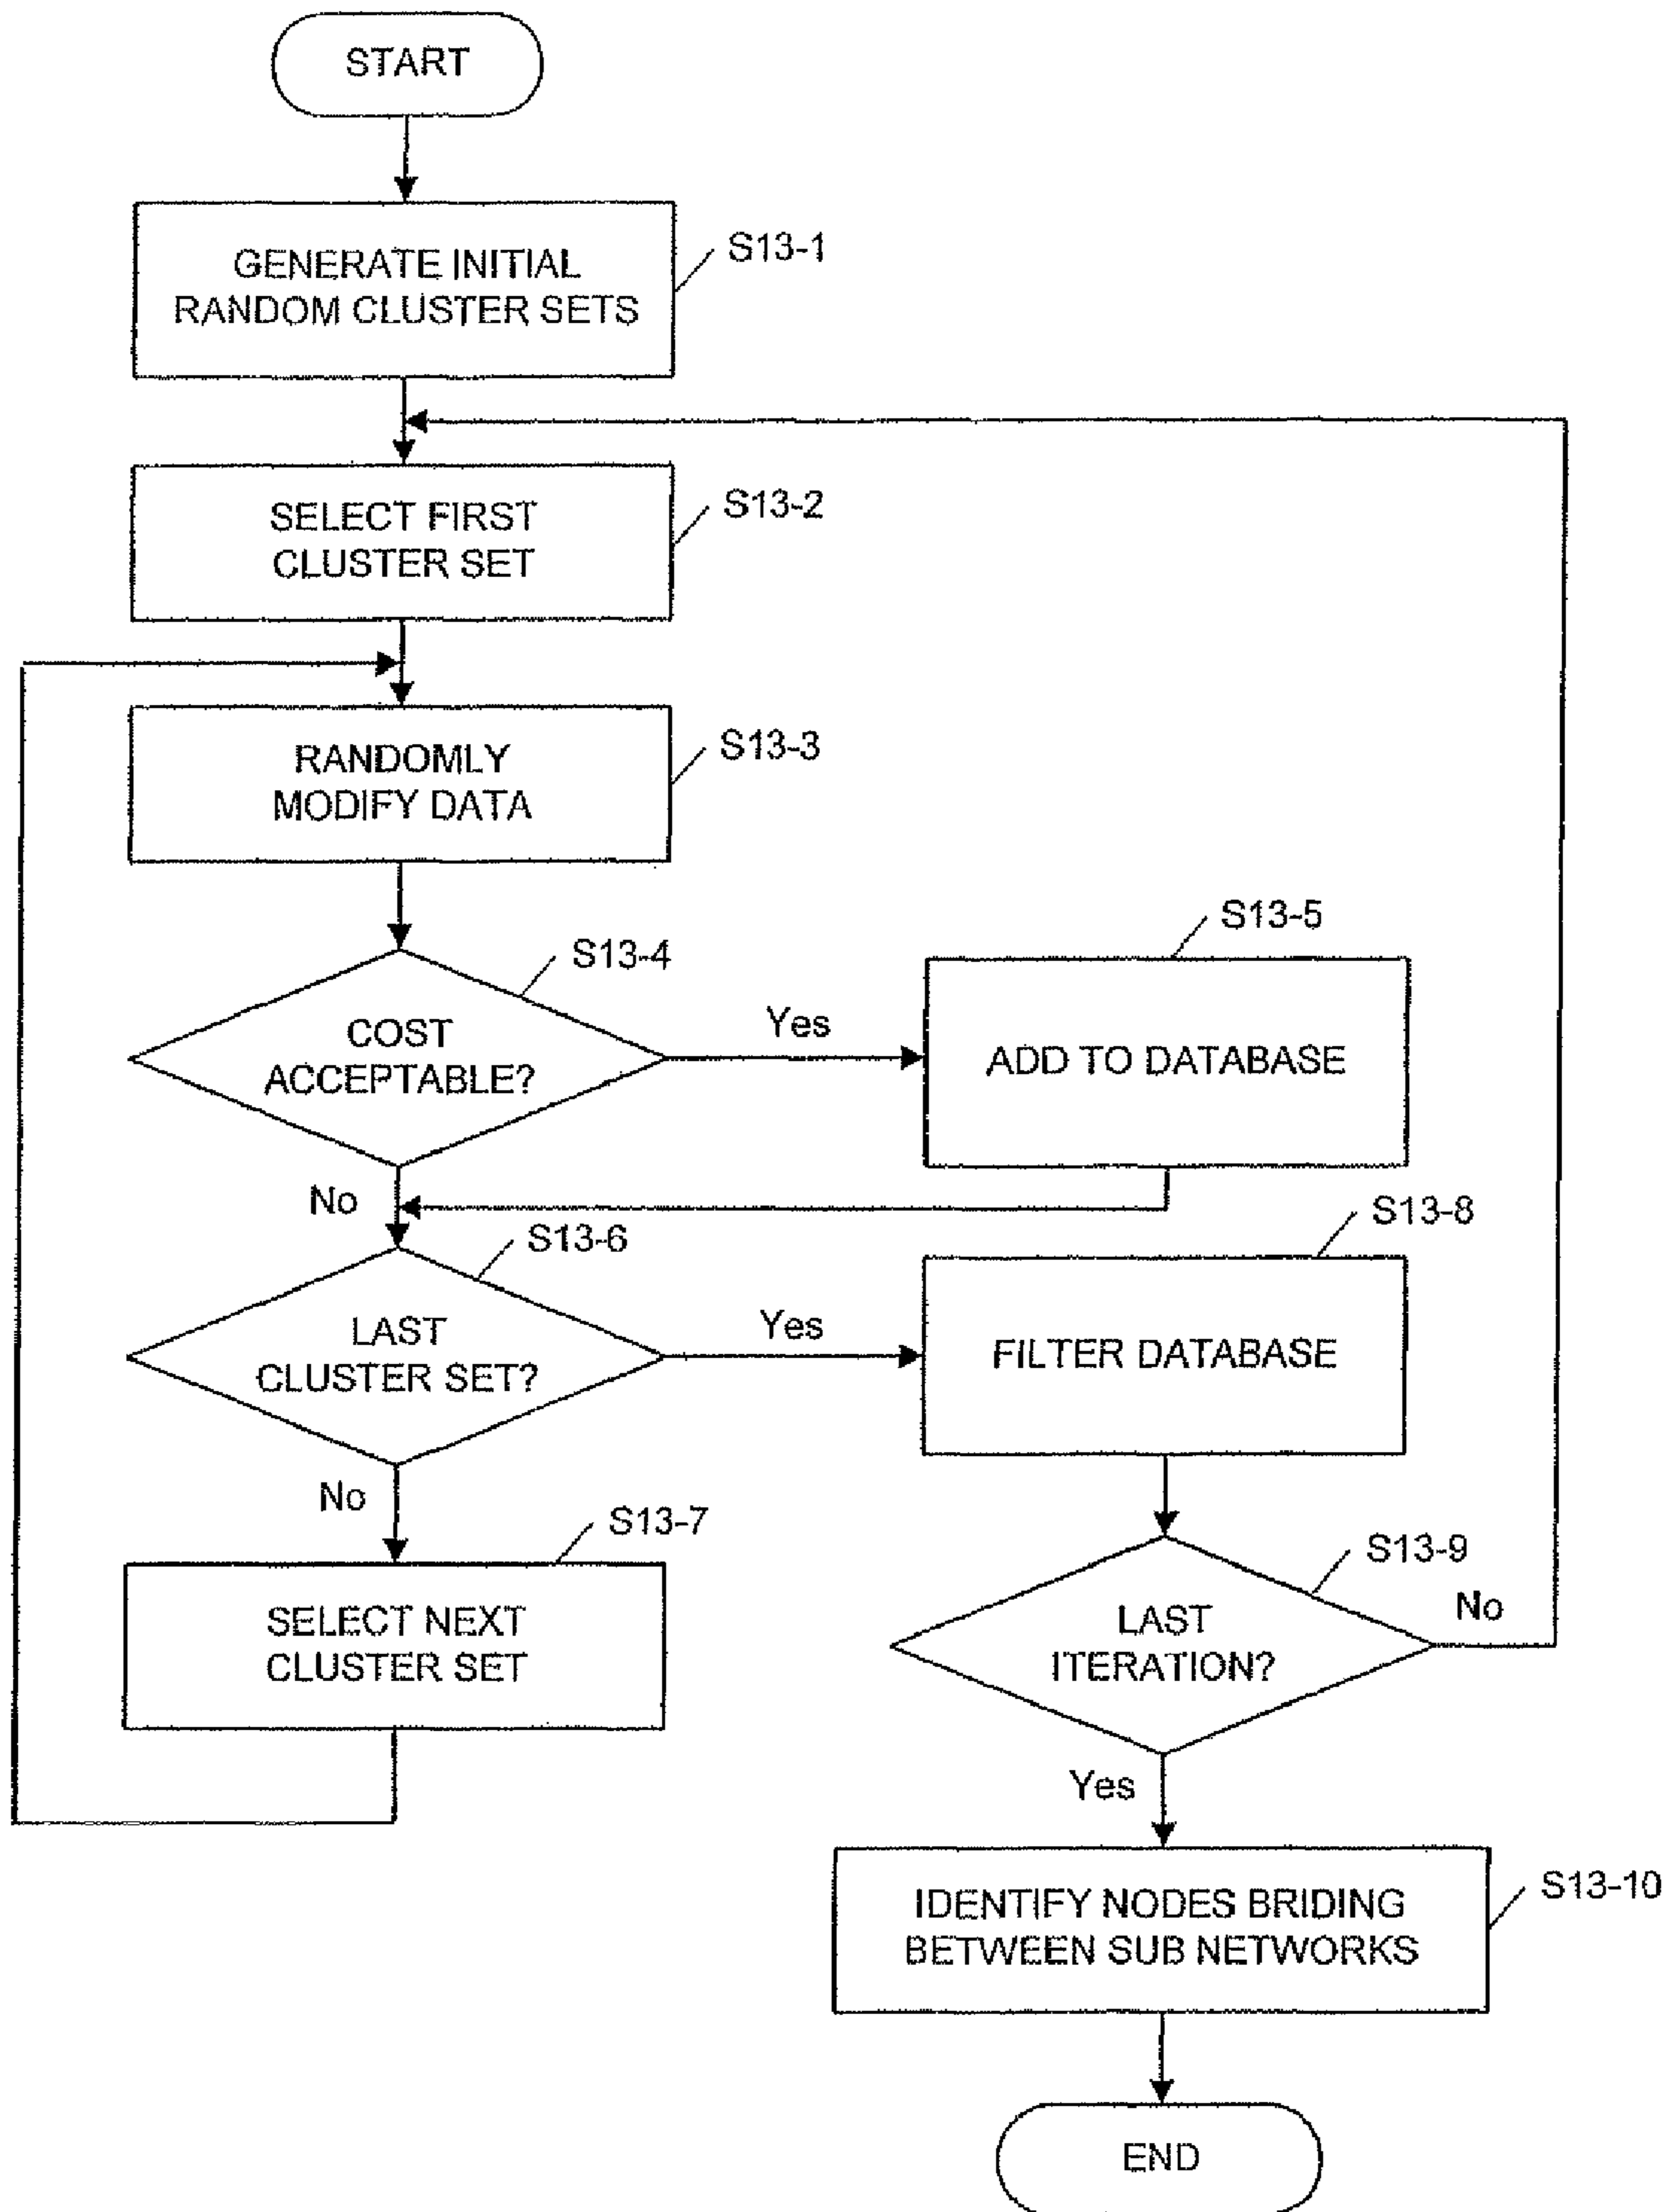 START
GENERATE INITIAL
RANDOM CLUSTER SETS
S13-1
SELECT FIRST
CLUSTER SET
S13-2
RANDOMLY
MODIFY DATA
S13-3
COST
ACCEPTABLE?
S13-4
Yes
No
ADD TO DATABASE
S13-5
LAST
CLUSTER SET?
S13-6
Yes
No
SELECT NEXT
CLUSTER SET
S13-7
FILTER DATABASE
S13-8
LAST
ITERATION?
S13-9
No
Yes
IDENTIFY NODES BRIDING
BETWEEN SUB NETWORKS
S13-10
END